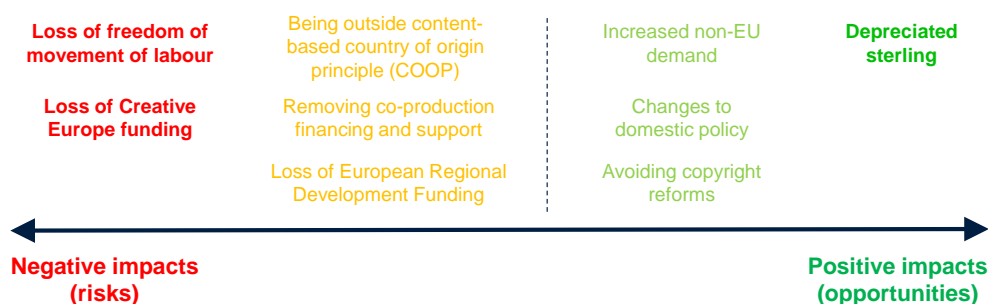 Loss of freedom of
movement of labour
Loss of Creative
Europe funding
Being outside content-
based country of origin
principle (COOP)
Removing co-production
financing and support
Loss of European Regional
Development Funding
Increased non-EU
demand
Changes to
domestic policy
Avoiding copyright
reforms
Depreciated
sterling
Negative impacts
(risks)
Positive impacts
(opportunities)